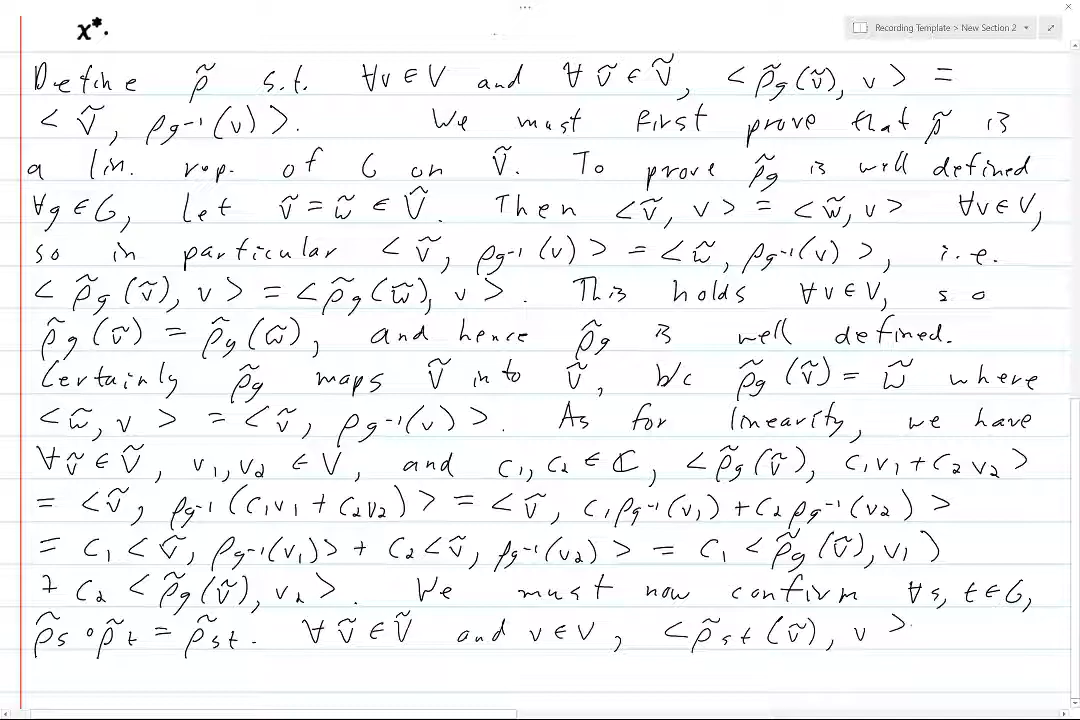 χ*.
Recording Template > New Section 2
Define ρ̃ s.t. ∀v ∈ V and ∀ ṽ ∈ Ṽ, < ρ̃g(ṽ), v > =
< ṽ, ρg⁻¹(v) >. We must first prove that ρ̃ is
a lin. rep. of G on Ṽ. To prove ρ̃g is well defined
∀g ∈ G, let ṽ = w̃ ∈ Ṽ. Then <ṽ, v> = <w̃, v> ∀v ∈ V,
so in particular < ṽ, ρg⁻¹(v) > = < w̃, ρg⁻¹(v) >, i.e.
< ρ̃g(ṽ), v > = < ρ̃g(w̃), v >. This holds ∀v ∈ V, so
ρ̃g(ṽ) = ρ̃g(w̃), and hence ρ̃g is well defined.
Certainly ρ̃g maps Ṽ into Ṽ, b/c ρ̃g(ṽ) = w̃ where
<w̃, v > = < ṽ, ρg⁻¹(v) >. As for linearity, we have
∀ṽ ∈ Ṽ, v₁, v₂ ∈ V, and c₁, c₂ ∈ ℂ, < ρ̃g(ṽ), c₁v₁ + c₂v₂ >
= <ṽ, ρg⁻¹(c₁v₁ + c₂v₂) > = <ṽ, c₁ρg⁻¹(v₁) + c₂ρg⁻¹(v₂) >
= c₁ < ṽ, ρg⁻¹(v₁)> + c₂ <ṽ, ρg⁻¹(v₂) > = c₁ < ρ̃g(ṽ), v₁ )
+ c₂ < ρ̃g(ṽ), v₂ >. We must now confirm ∀s, t ∈ G,
ρ̃s ∘ ρ̃t = ρ̃st. ∀ ṽ ∈ Ṽ and v ∈ V, < ρ̃st(ṽ), v >